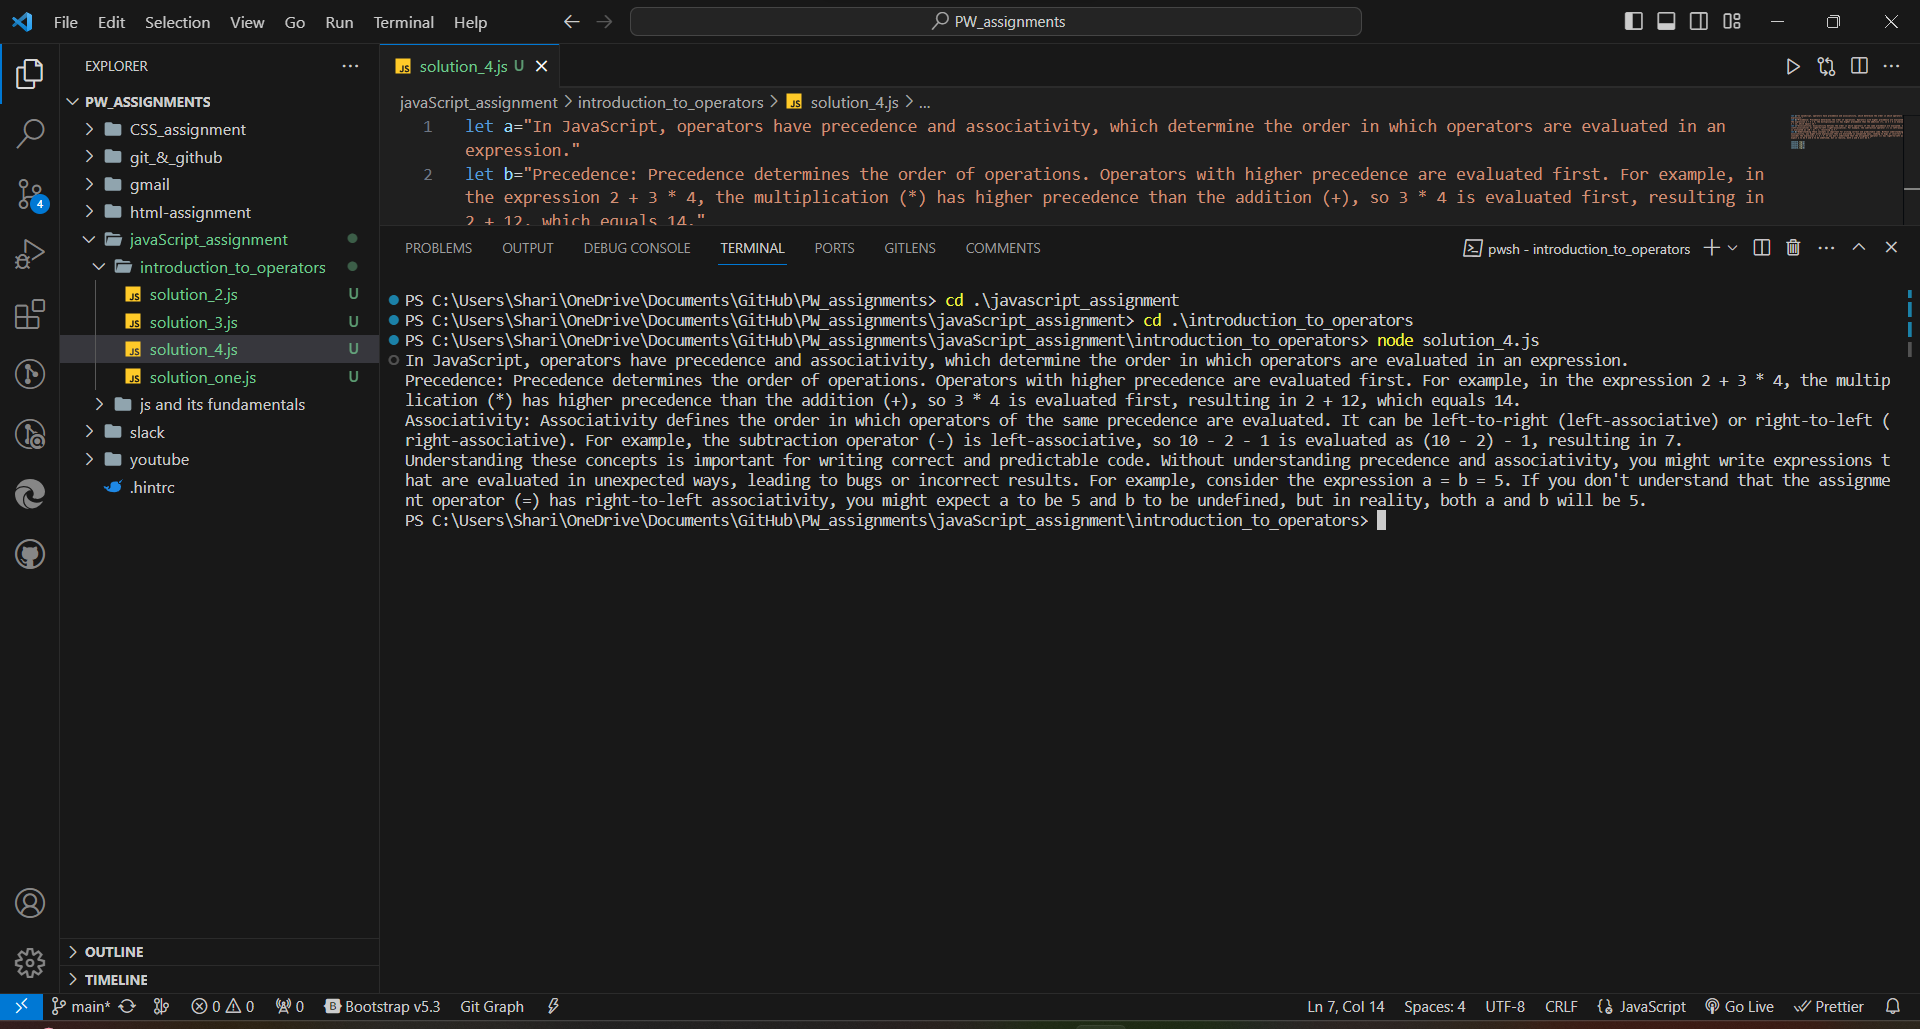 File Edit Selection View Go Run Terminal Help
PW_assignments
EXPLORER
PW_ASSIGNMENTS
CSS_assignment
git_&_github
gmail
html-assignment
javaScript_assignment
introduction_to_operators
solution_2.js U
solution_3.js U
solution_4.js U
solution_one.js U
js and its fundamentals
slack
youtube
.hintrc
OUTLINE
TIMELINE
solution_4.js U
javaScript_assignment > introduction_to_operators > solution_4.js > ...
1 let a="In JavaScript, operators have precedence and associativity, which determine the order in which operators are evaluated in an
expression."
2 let b="Precedence: Precedence determines the order of operations. Operators with higher precedence are evaluated first. For example, in
the expression 2 + 3 * 4, the multiplication (*) has higher precedence than the addition (+), so 3 * 4 is evaluated first, resulting in
2 + 12, which equals 14."
PROBLEMS OUTPUT DEBUG CONSOLE TERMINAL PORTS GITLENS COMMENTS
pwsh - introduction_to_operators
PS C:\Users\Shari\OneDrive\Documents\GitHub\PW_assignments> cd .\javascript_assignment
PS C:\Users\Shari\OneDrive\Documents\GitHub\PW_assignments\javaScript_assignment> cd .\introduction_to_operators
PS C:\Users\Shari\OneDrive\Documents\GitHub\PW_assignments\javaScript_assignment\introduction_to_operators> node solution_4.js
In JavaScript, operators have precedence and associativity, which determine the order in which operators are evaluated in an expression.
Precedence: Precedence determines the order of operations. Operators with higher precedence are evaluated first. For example, in the expression 2 + 3 * 4, the multip
lication (*) has higher precedence than the addition (+), so 3 * 4 is evaluated first, resulting in 2 + 12, which equals 14.
Associativity: Associativity defines the order in which operators of the same precedence are evaluated. It can be left-to-right (left-associative) or right-to-left (
right-associative). For example, the subtraction operator (-) is left-associative, so 10 - 2 - 1 is evaluated as (10 - 2) - 1, resulting in 7.
Understanding these concepts is important for writing correct and predictable code. Without understanding precedence and associativity, you might write expressions t
hat are evaluated in unexpected ways, leading to bugs or incorrect results. For example, consider the expression a = b = 5. If you don't understand that the assignme
nt operator (=) has right-to-left associativity, you might expect a to be 5 and b to be undefined, but in reality, both a and b will be 5.
PS C:\Users\Shari\OneDrive\Documents\GitHub\PW_assignments\javaScript_assignment\introduction_to_operators>
4
main* 0 0 0 Bootstrap v5.3 Git Graph
Ln 7, Col 14 Spaces: 4 UTF-8 CRLF JavaScript Go Live Prettier